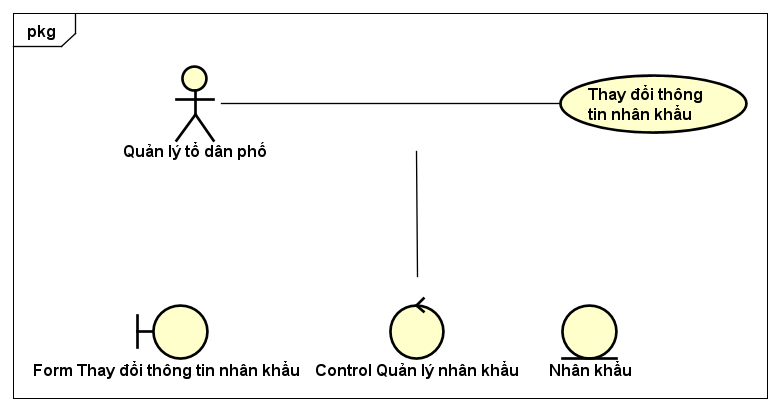 pkg
Thay đổi thông
tin nhân khẩu
Quản lý tổ dân phố
Form Thay đổi thông tin nhân khẩu
Control Quản lý nhân khẩu
Nhân khẩu